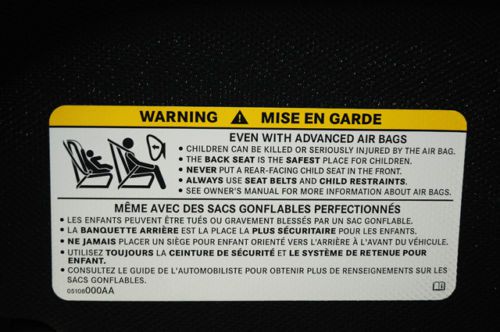 WARNING ⚠ MISE EN GARDE
EVEN WITH ADVANCED AIR BAGS
• CHILDREN CAN BE KILLED OR SERIOUSLY INJURED BY THE AIR BAG.
• THE BACK SEAT IS THE SAFEST PLACE FOR CHILDREN.
• NEVER PUT A REAR-FACING CHILD SEAT IN THE FRONT.
• ALWAYS USE SEAT BELTS AND CHILD RESTRAINTS.
• SEE OWNER'S MANUAL FOR MORE INFORMATION ABOUT AIR BAGS.
MÊME AVEC DES SACS GONFLABLES PERFECTIONNÉS
• LES ENFANTS PEUVENT ÊTRE TUÉS OU GRAVEMENT BLESSÉS PAR UN SAC GONFLABLE.
• LA BANQUETTE ARRIÈRE EST LA PLACE LA PLUS SÉCURITAIRE POUR LES ENFANTS.
• NE JAMAIS PLACER UN SIÈGE POUR ENFANT ORIENTÉ VERS L'ARRIÈRE À L'AVANT DU VÉHICULE.
• UTILISEZ TOUJOURS LA CEINTURE DE SÉCURITÉ ET LE SYSTÈME DE RETENUE POUR
ENFANT.
• CONSULTEZ LE GUIDE DE L'AUTOMOBILISTE POUR OBTENIR PLUS DE RENSEIGNEMENTS SUR LES
SACS GONFLABLES.
05108000AA